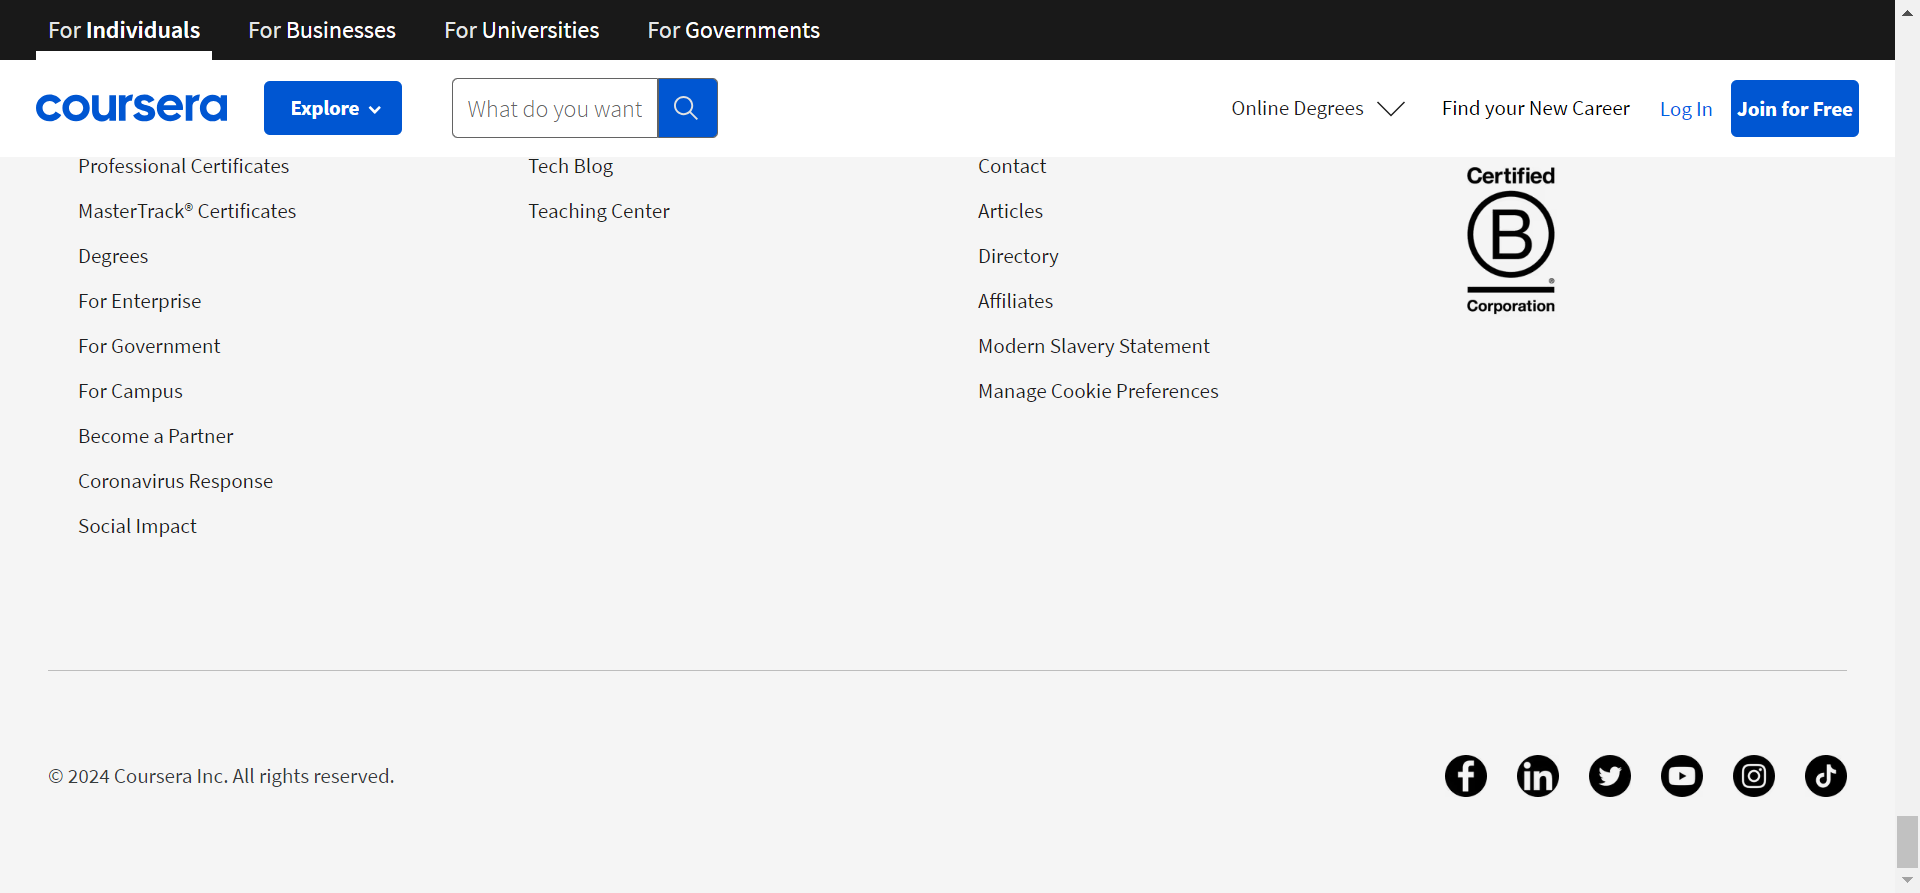 For Individuals
For Businesses
For Universities
For Governments
coursera
Explore
What do you want
Online Degrees
Find your New Career
Log In
Join for Free
Professional Certificates
MasterTrack® Certificates
Degrees
For Enterprise
For Government
For Campus
Become a Partner
Coronavirus Response
Social Impact
Tech Blog
Teaching Center
Contact
Articles
Directory
Affiliates
Modern Slavery Statement
Manage Cookie Preferences
Certified
B
®
Corporation
© 2024 Coursera Inc. All rights reserved.